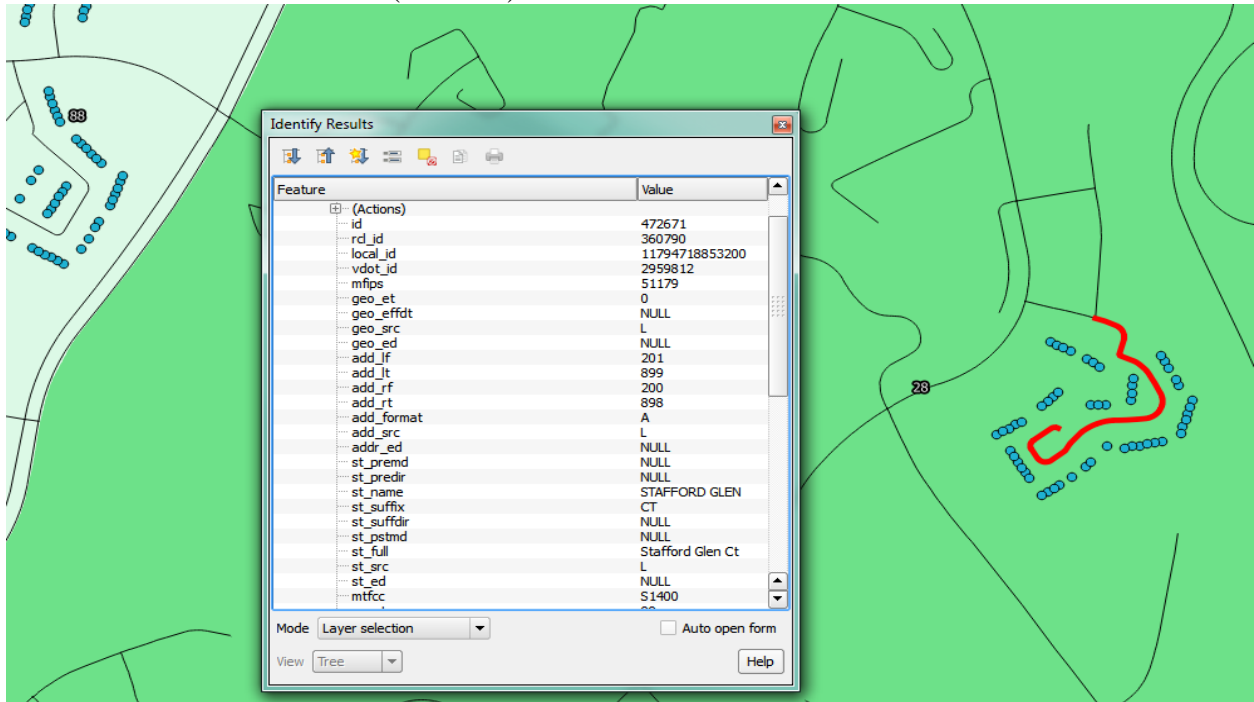 88
Identify Results
Feature Value
(Actions)
id 472671
rcl_id 360790
local_id 11794718853200
vdot_id 2959812
mfips 51179
geo_et 0
geo_effdt NULL
geo_src L
geo_ed NULL
add_lf 201
add_lt 899
add_rf 200
add_rt 898
add_format A
add_src L
addr_ed NULL
st_premd NULL
st_predir NULL
st_name STAFFORD GLEN
st_suffix CT
st_suffdir NULL
st_pstmd NULL
st_full Stafford Glen Ct
st_src L
st_ed NULL
mtfcc S1400
28
Mode Layer selection Auto open form
View Tree Help